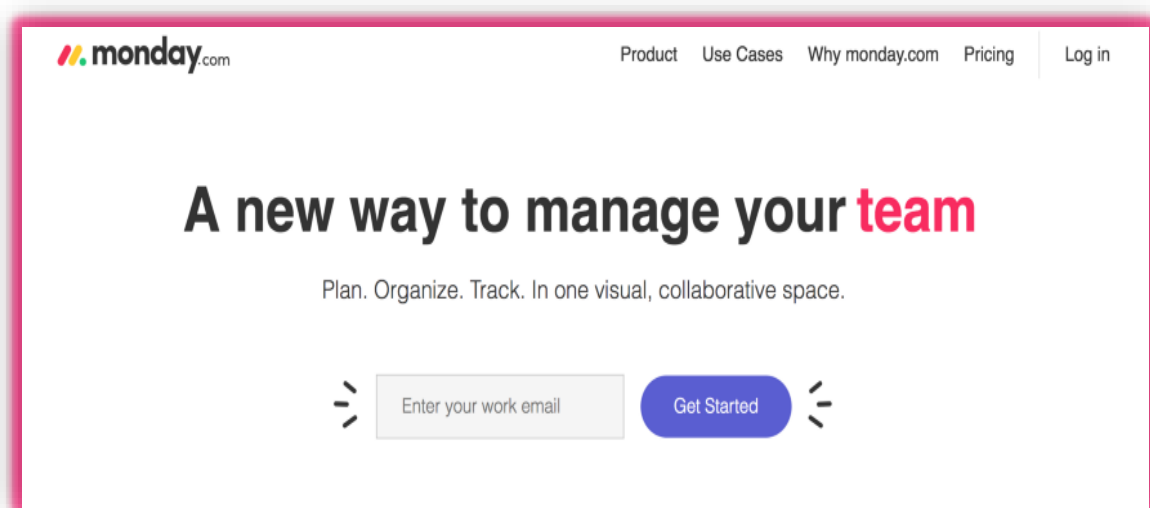 monday.com
Product Use Cases Why monday.com Pricing Log in
A new way to manage your team
Plan. Organize. Track. In one visual, collaborative space.
Enter your work email Get Started